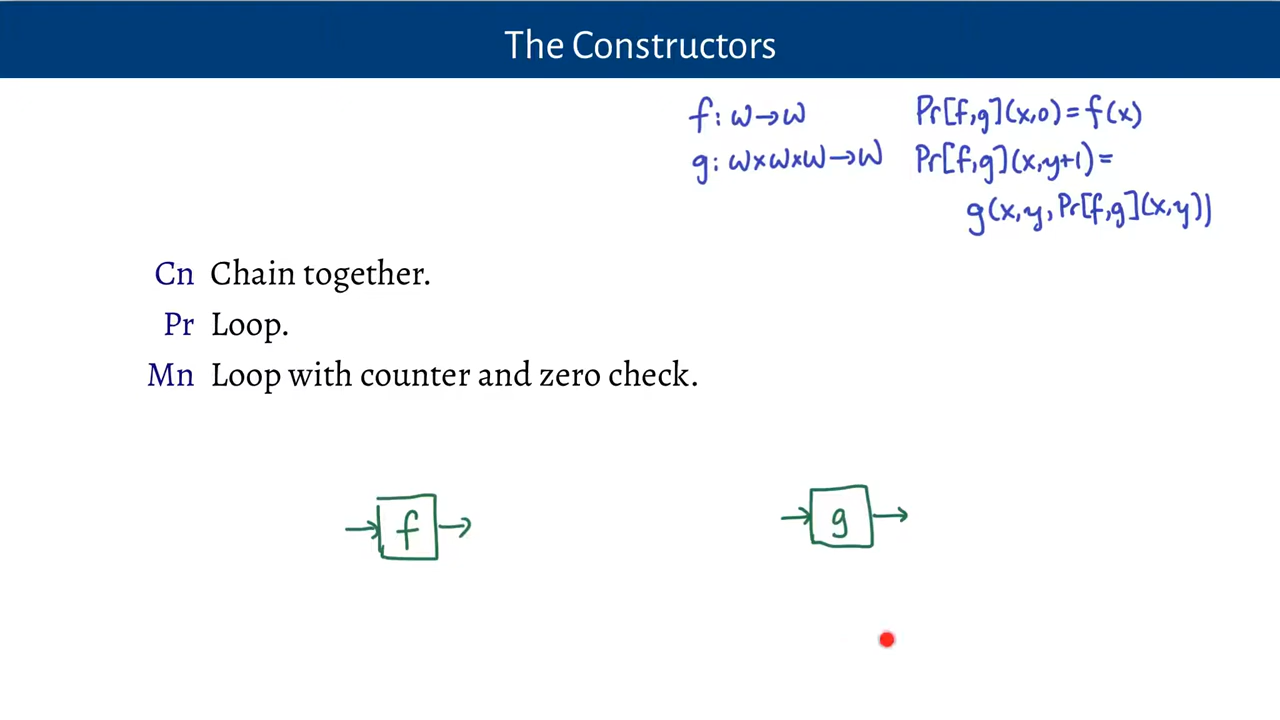 The Constructors
f: ω→ω
g: ω×ω×ω→ω
Pr[f,g](x,0)=f(x)
Pr[f,g](x,y+1)=
g(x,y,Pr[f,g](x,y))
Cn Chain together.
Pr Loop.
Mn Loop with counter and zero check.
f
g